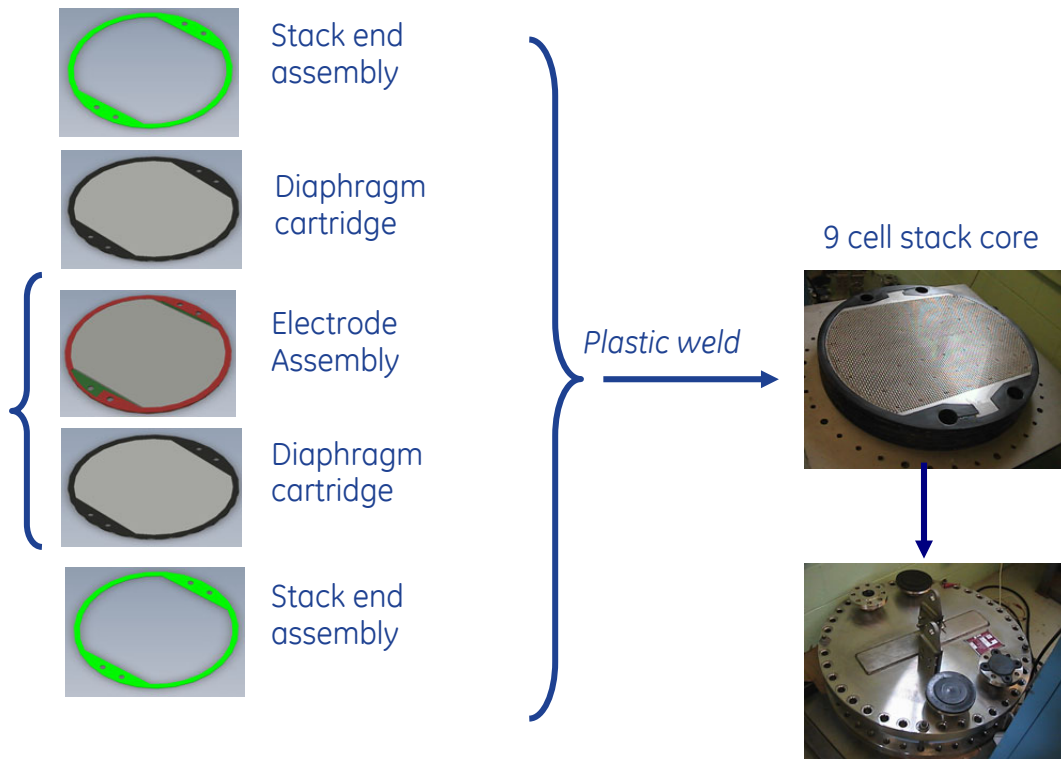 Stack end
assembly
Diaphragm
cartridge
Electrode
Assembly
Diaphragm
cartridge
Stack end
assembly
Plastic weld
9 cell stack core